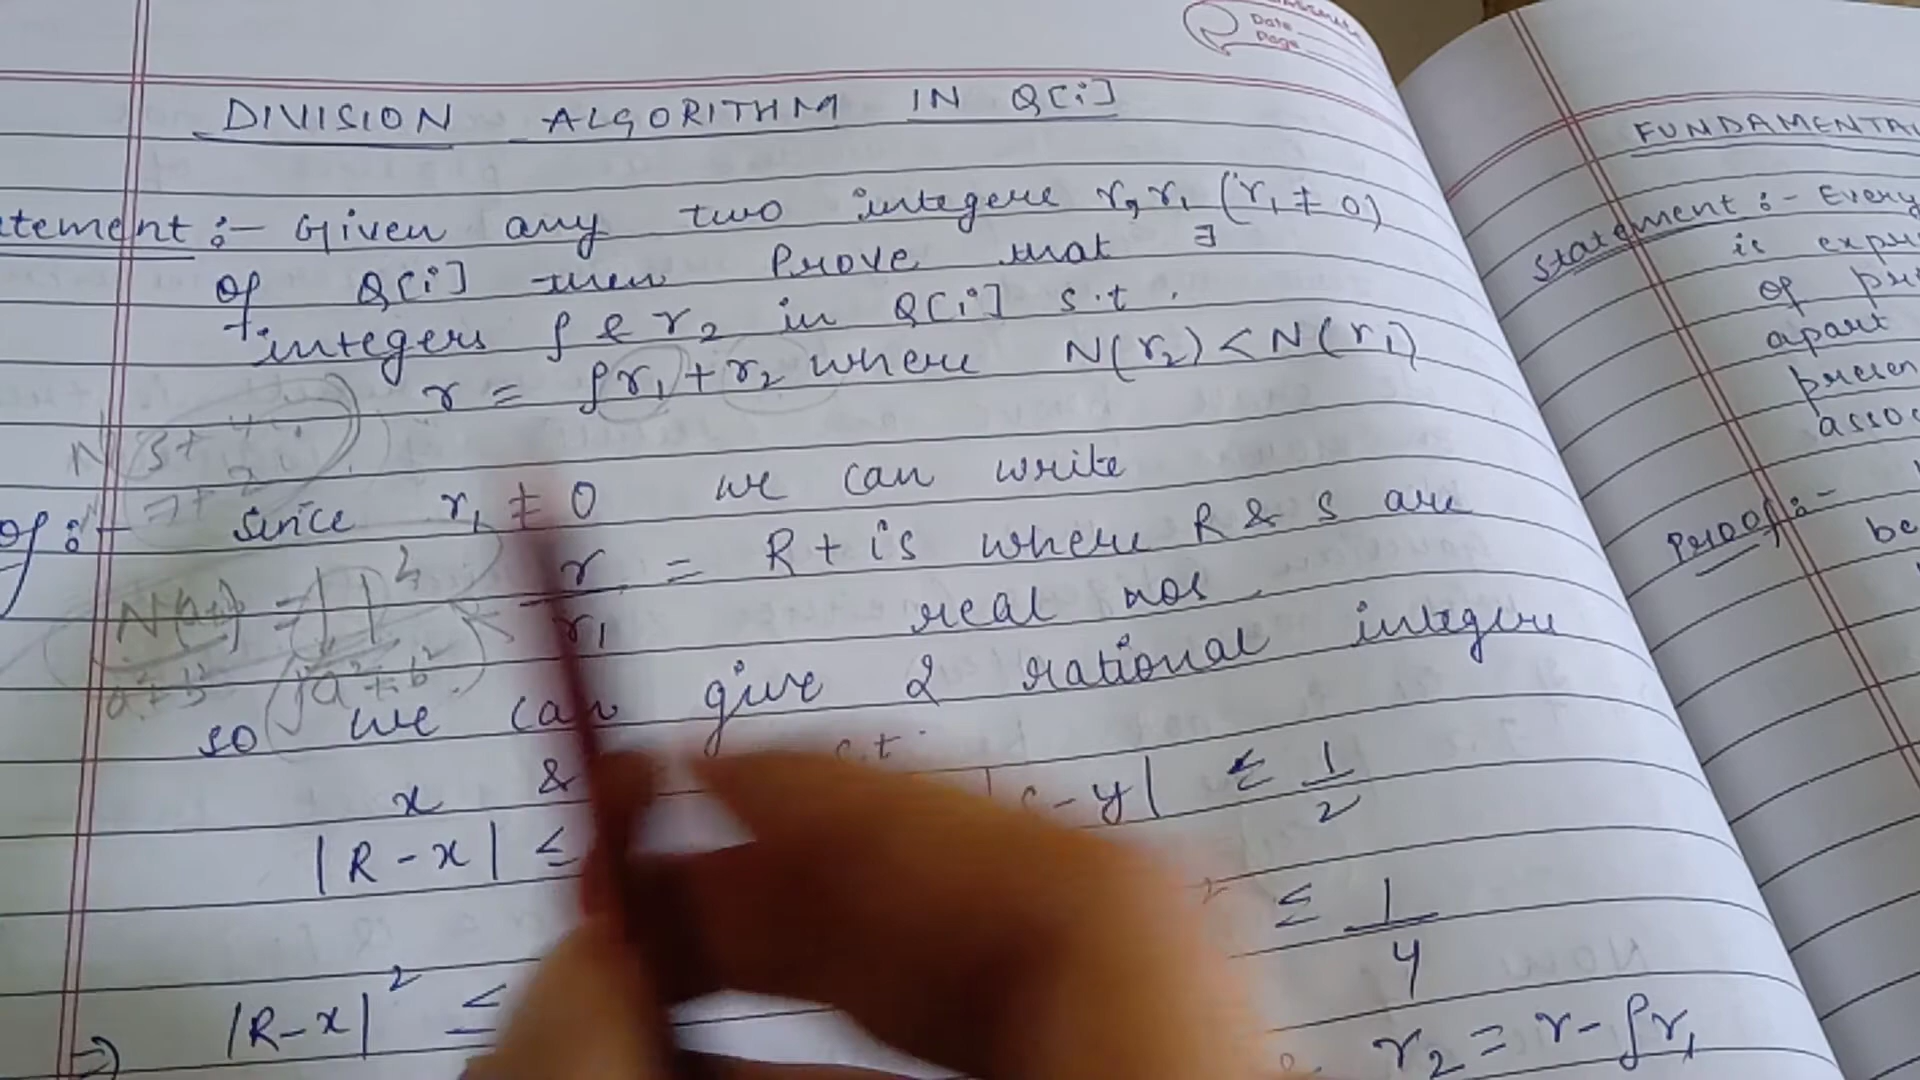 Date
Page
DIVISION ALGORITHM IN Q[i]
tement :- Given any two integers r, r₁ (r₁ ≠ 0)
of Q[i] then Prove that ∃
integers ρ & r₂ in Q[i] s.t.
r = ρr₁ + r₂ where N(r₂) < N(r₁)
of :- Since r₁ ≠ 0 we can write
r/r₁ = R + is where R & s are
real nos.
so we can give 2 rational integers
x & s.t.
|R - x| ≤ - y| ≤ 1/2
|R - x|² ≤ ² ≤ 1/4
⇒ r₂ = r - ρr₁
FUNDAMENTA
Statement :- Every
is expr
of pri
apart
presen
assoc
Proof :-
be